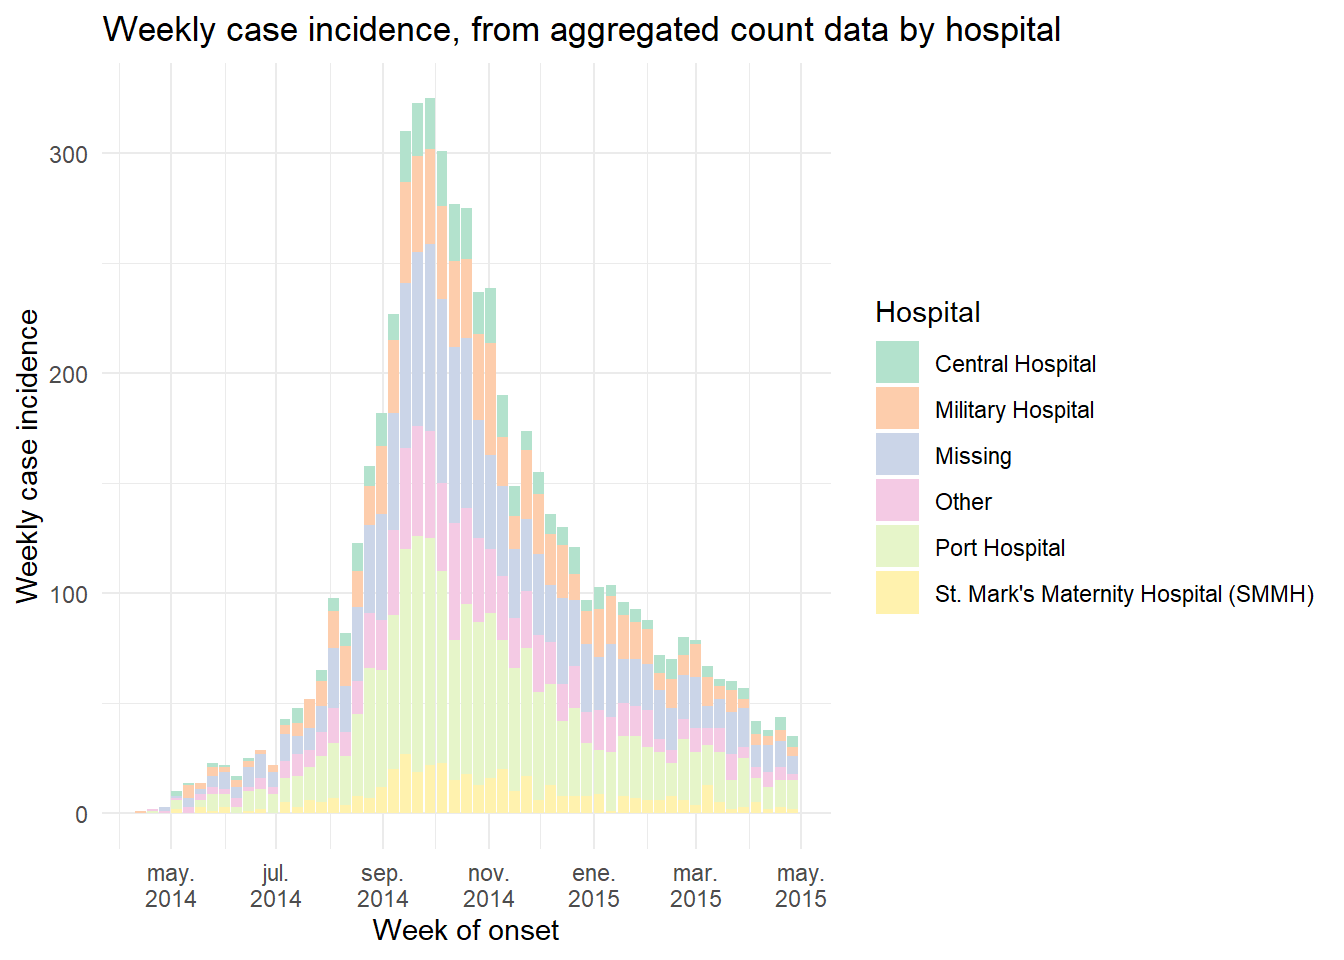 Weekly case incidence, from aggregated count data by hospital
Weekly case incidence
300
200
100
0
may.
2014
jul.
2014
sep.
2014
nov.
2014
ene.
2015
mar.
2015
may.
2015
Week of onset
Hospital
Central Hospital
Military Hospital
Missing
Other
Port Hospital
St. Mark's Maternity Hospital (SMMH)